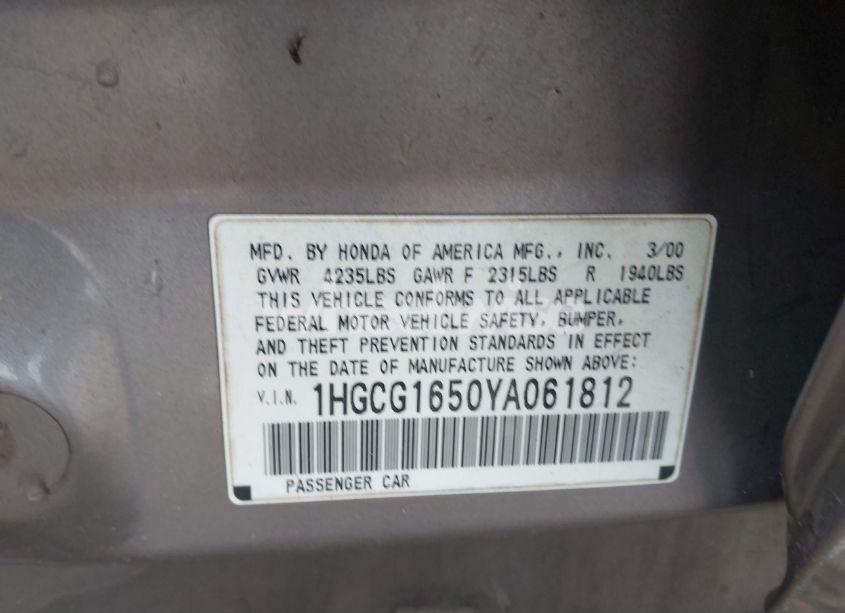 MFD. BY HONDA OF AMERICA MFG., INC. 3/00
GVWR 4235LBS GAWR F 2315LBS R 1940LBS
THIS VEHICLE CONFORMS TO ALL APPLICABLE
FEDERAL MOTOR VEHICLE SAFETY, BUMPER,
AND THEFT PREVENTION STANDARDS IN EFFECT
ON THE DATE OF MANUFACTURE SHOWN ABOVE:
V.I.N. 1HGCG1650YA061812
PASSENGER CAR